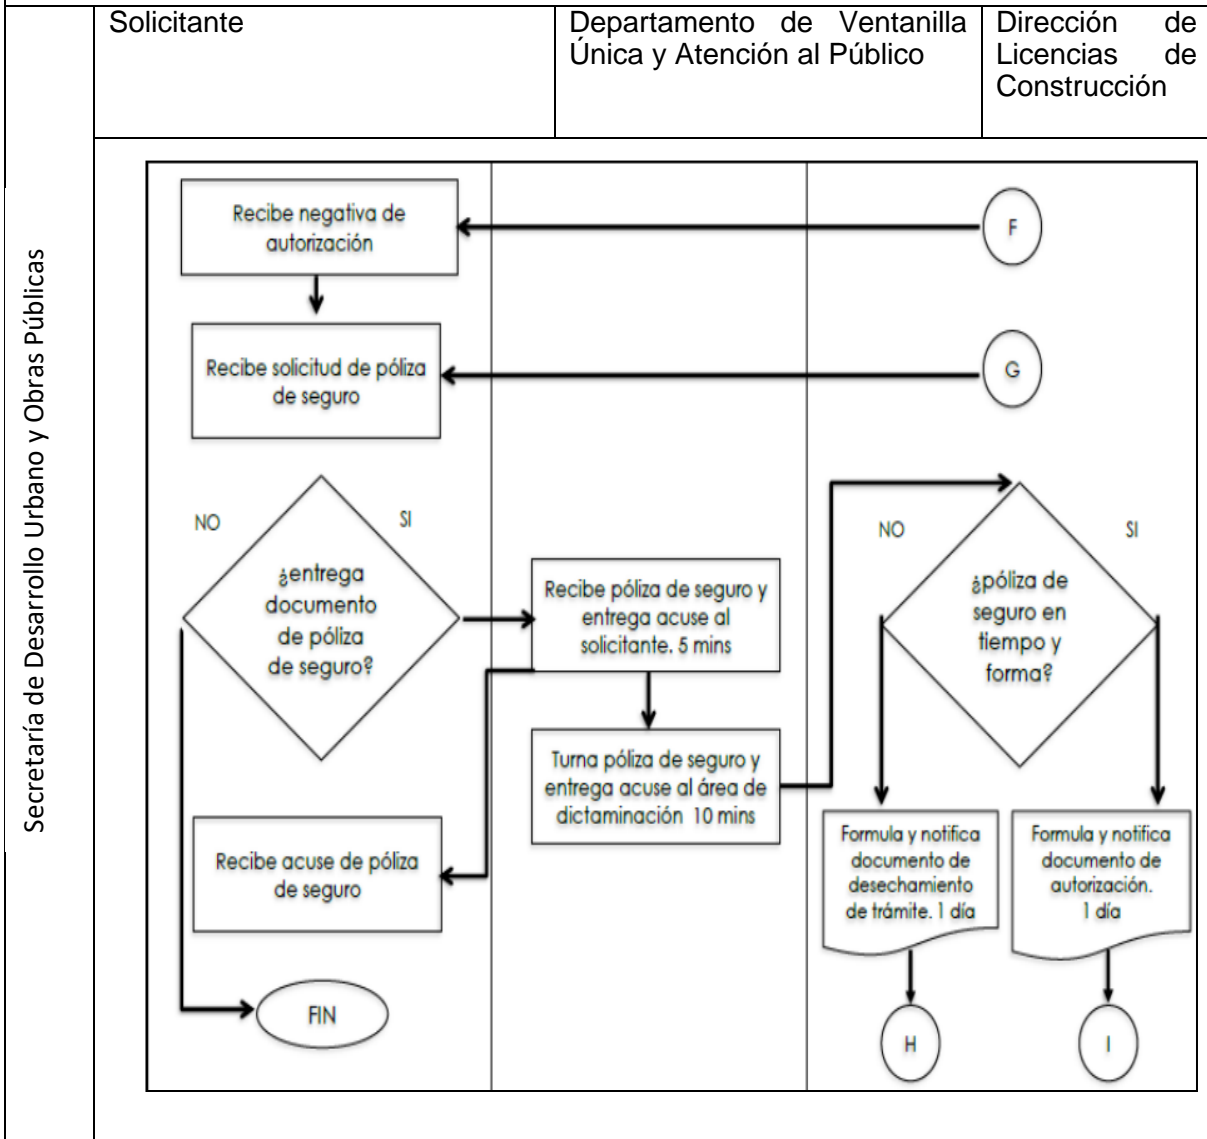 Solicitante
Departamento de Ventanilla
Única y Atención al Público
Dirección de
Licencias de
Construcción
Secretaría de Desarrollo Urbano y Obras Públicas
Recibe negativa de
autorización
F
Recibe solicitud de póliza
de seguro
G
NO
SI
¿entrega
documento
de póliza
de seguro?
Recibe póliza de seguro y
entrega acuse al
solicitante. 5 mins
NO
SI
¿póliza de
seguro en
tiempo y
forma?
Turna póliza de seguro y
entrega acuse al área de
dictaminación 10 mins
Recibe acuse de póliza
de seguro
Formula y notifica
documento de
desechamiento
de trámite. 1 día
Formula y notifica
documento de
autorización.
1 día
FIN
H
I